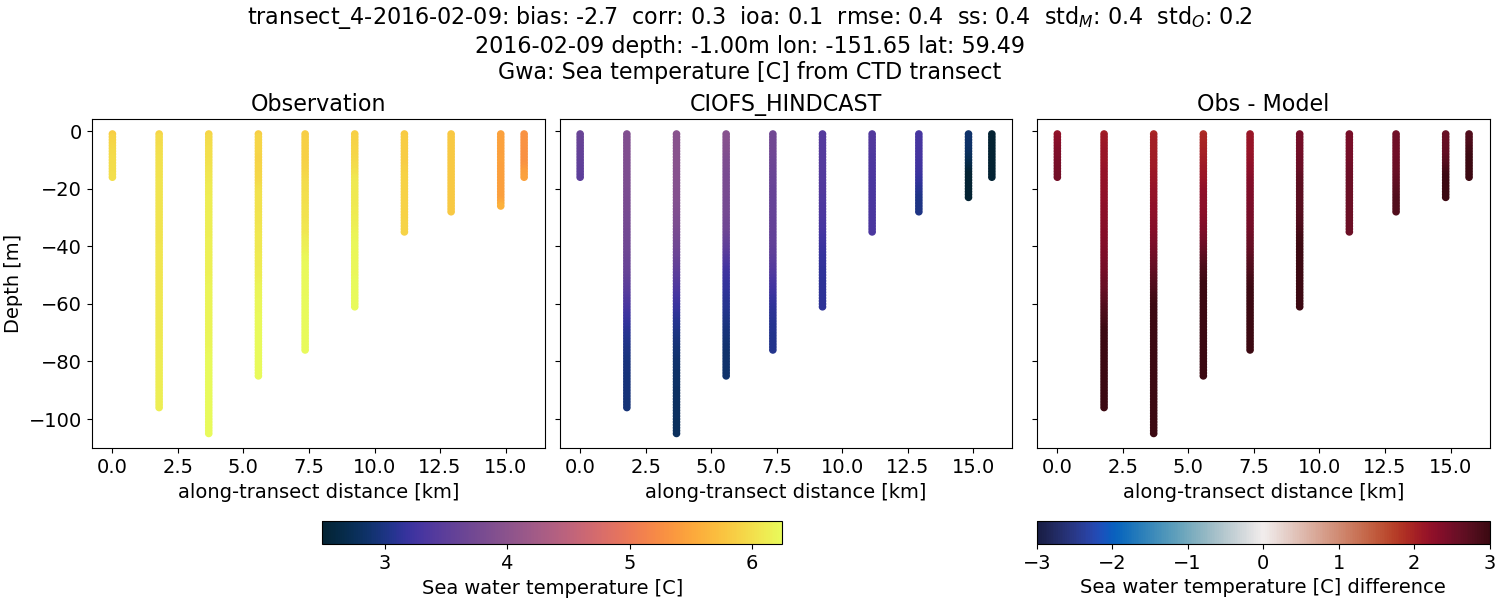 transect_4-2016-02-09: bias: -2.7  corr: 0.3  ioa: 0.1  rmse: 0.4  ss: 0.4  std_M: 0.4  std_O: 0.2
2016-02-09 depth: -1.00m lon: -151.65 lat: 59.49
Gwa: Sea temperature [C] from CTD transect
Observation
CIOFS_HINDCAST
Obs - Model
Depth [m]
0
−20
−40
−60
−80
−100
0.0 2.5 5.0 7.5 10.0 12.5 15.0
along-transect distance [km]
0.0 2.5 5.0 7.5 10.0 12.5 15.0
along-transect distance [km]
0.0 2.5 5.0 7.5 10.0 12.5 15.0
along-transect distance [km]
3 4 5 6
Sea water temperature [C]
−3 −2 −1 0 1 2 3
Sea water temperature [C] difference